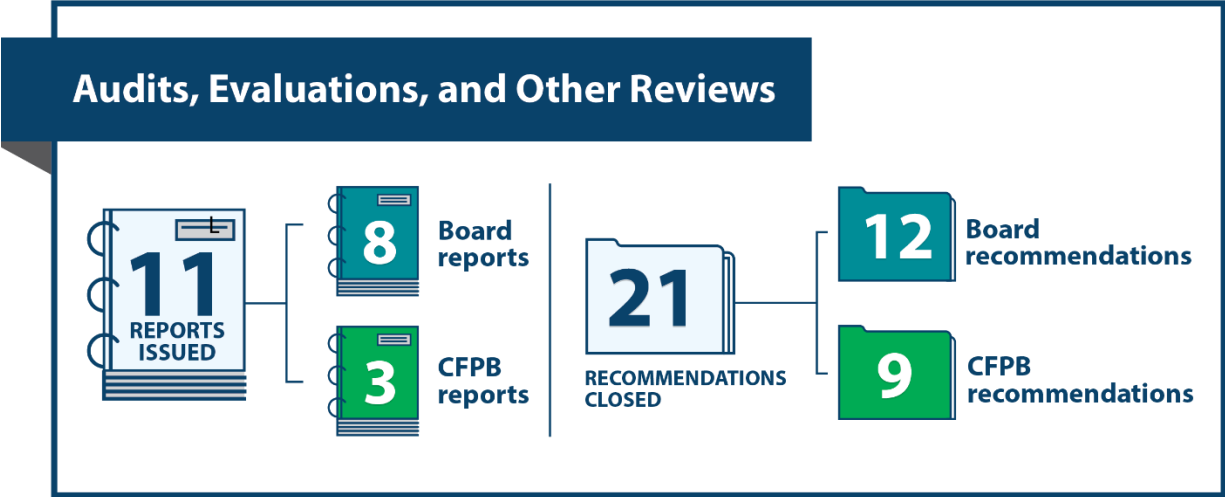 Audits, Evaluations, and Other Reviews
L
11
REPORTS
ISSUED
8
Board
reports
3
CFPB
reports
21
RECOMMENDATIONS
CLOSED
12
Board
recommendations
9
CFPB
recommendations